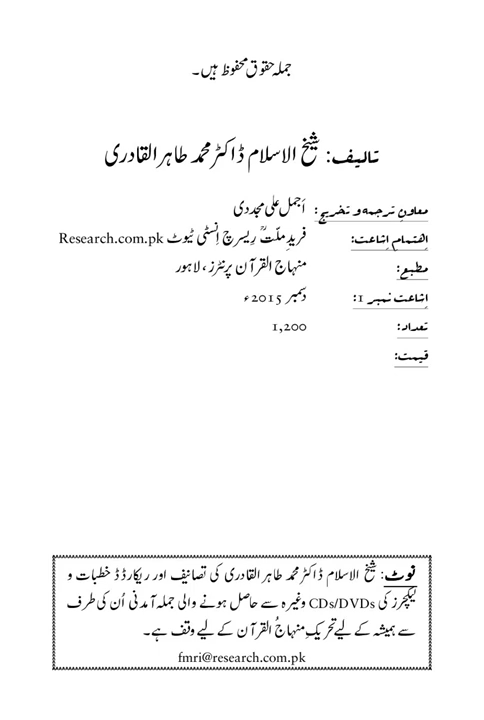 جملہ حقوق محفوظ ہیں۔
تالیف: شیخ الاسلام ڈاکٹر محمد طاہر القادری
معاونِ ترجمہ و تخریج: اَجمل علی مجددی
اہتمامِ اِشاعت: فریدِ ملّتؒ رِیسرچ اِنسٹی ٹیوٹ Research.com.pk
مطبع: منہاج القرآن پرنٹرز، لاہور
اِشاعت نمبر 1: دسمبر 2015ء
تعداد: 1,200
قیمت:
نوٹ: شیخ الاسلام ڈاکٹر محمد طاہر القادری کی تصانیف اور ریکارڈڈ خطبات و
لیکچرز کی CDs/DVDs وغیرہ سے حاصل ہونے والی جملہ آمدنی اُن کی طرف
سے ہمیشہ کے لیے تحریکِ منہاجُ القرآن کے لیے وقف ہے۔
fmri@research.com.pk